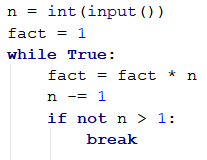 n = int(input())
fact = 1
while True:
    fact = fact * n
    n -= 1
    if not n > 1:
        break